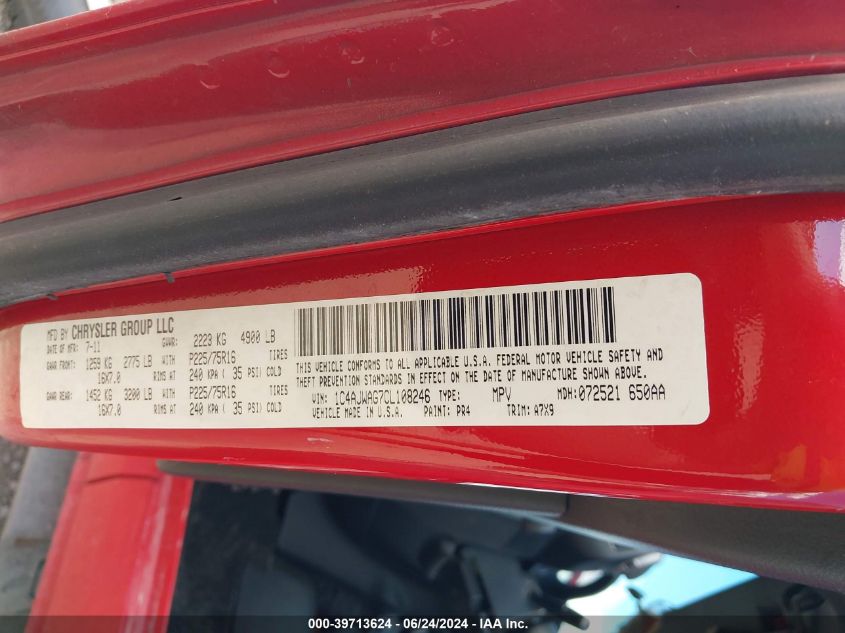 MFD BY CHRYSLER GROUP LLC
DATE OF MFR: 7-11 GVWR: 2223 KG 4900 LB
GAWR FRONT: 1259 KG 2775 LB WITH P225/75R16 TIRES
16X7.0 RIMS AT 240 KPA ( 35 PSI) COLD
GAWR REAR: 1452 KG 3200 LB WITH P225/75R16 TIRES
16X7.0 RIMS AT 240 KPA ( 35 PSI) COLD
THIS VEHICLE CONFORMS TO ALL APPLICABLE U.S.A. FEDERAL MOTOR VEHICLE SAFETY AND
THEFT PREVENTION STANDARDS IN EFFECT ON THE DATE OF MANUFACTURE SHOWN ABOVE.
VIN: 1C4AJWAG7CL108246 TYPE: MPV MDH: 072521 650AA
VEHICLE MADE IN U.S.A. PAINT: PR4 TRIM: A7X9
000-39713624 - 06/24/2024 - IAA Inc.